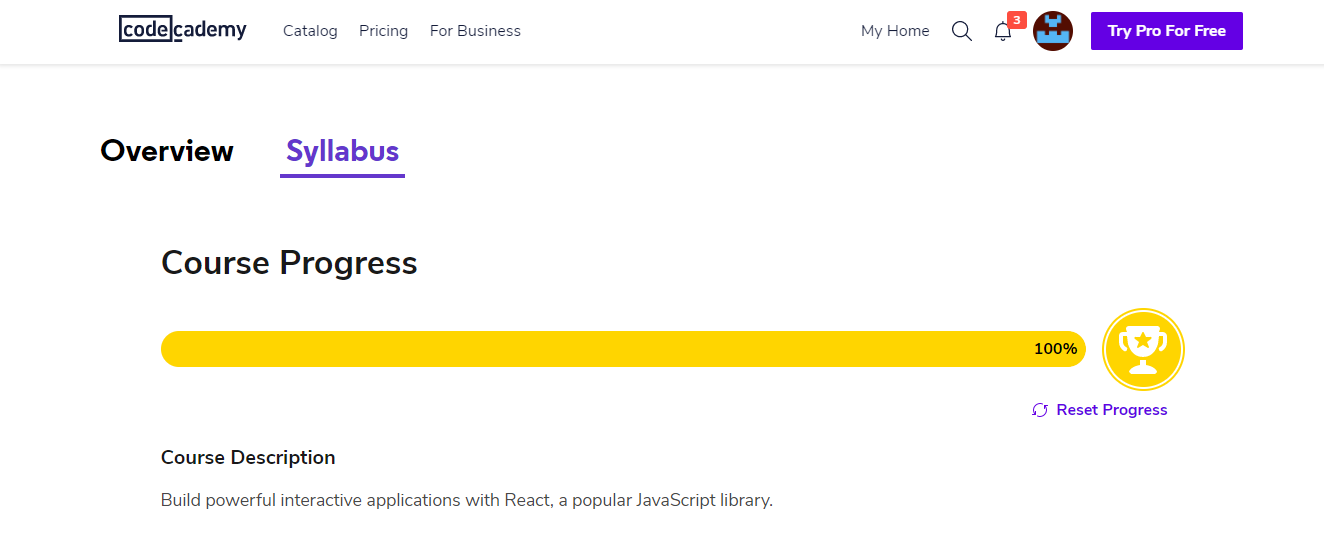 codecademy
Catalog Pricing For Business My Home 3 Try Pro For Free
Overview Syllabus
Course Progress
100%
Reset Progress
Course Description
Build powerful interactive applications with React, a popular JavaScript library.